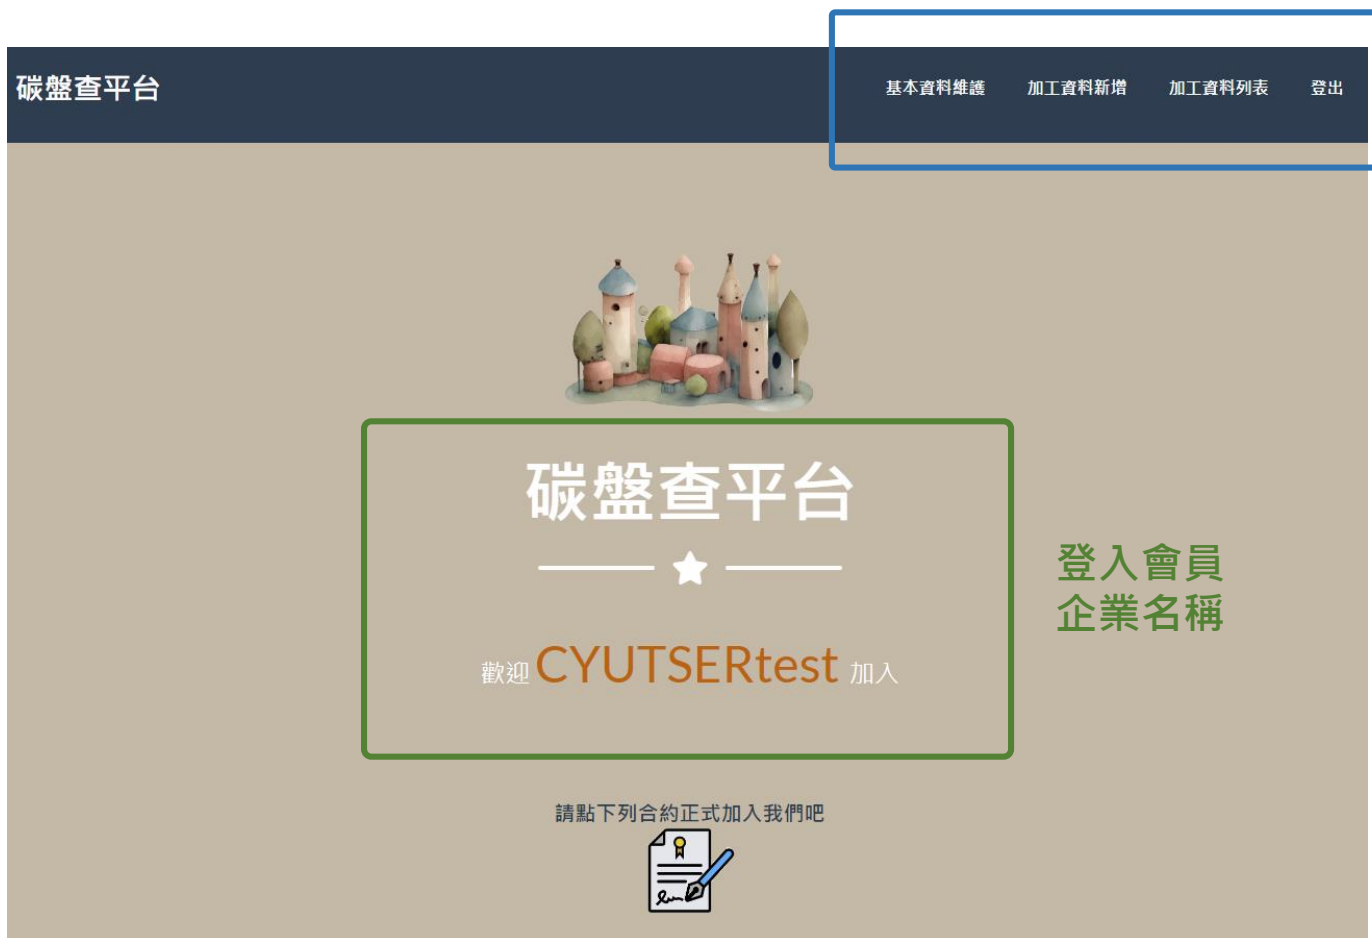 碳盤查平台
基本資料維護 加工資料新增 加工資料列表 登出
碳盤查平台
歡迎 CYUTSERtest 加入
登入會員
企業名稱
請點下列合約正式加入我們吧